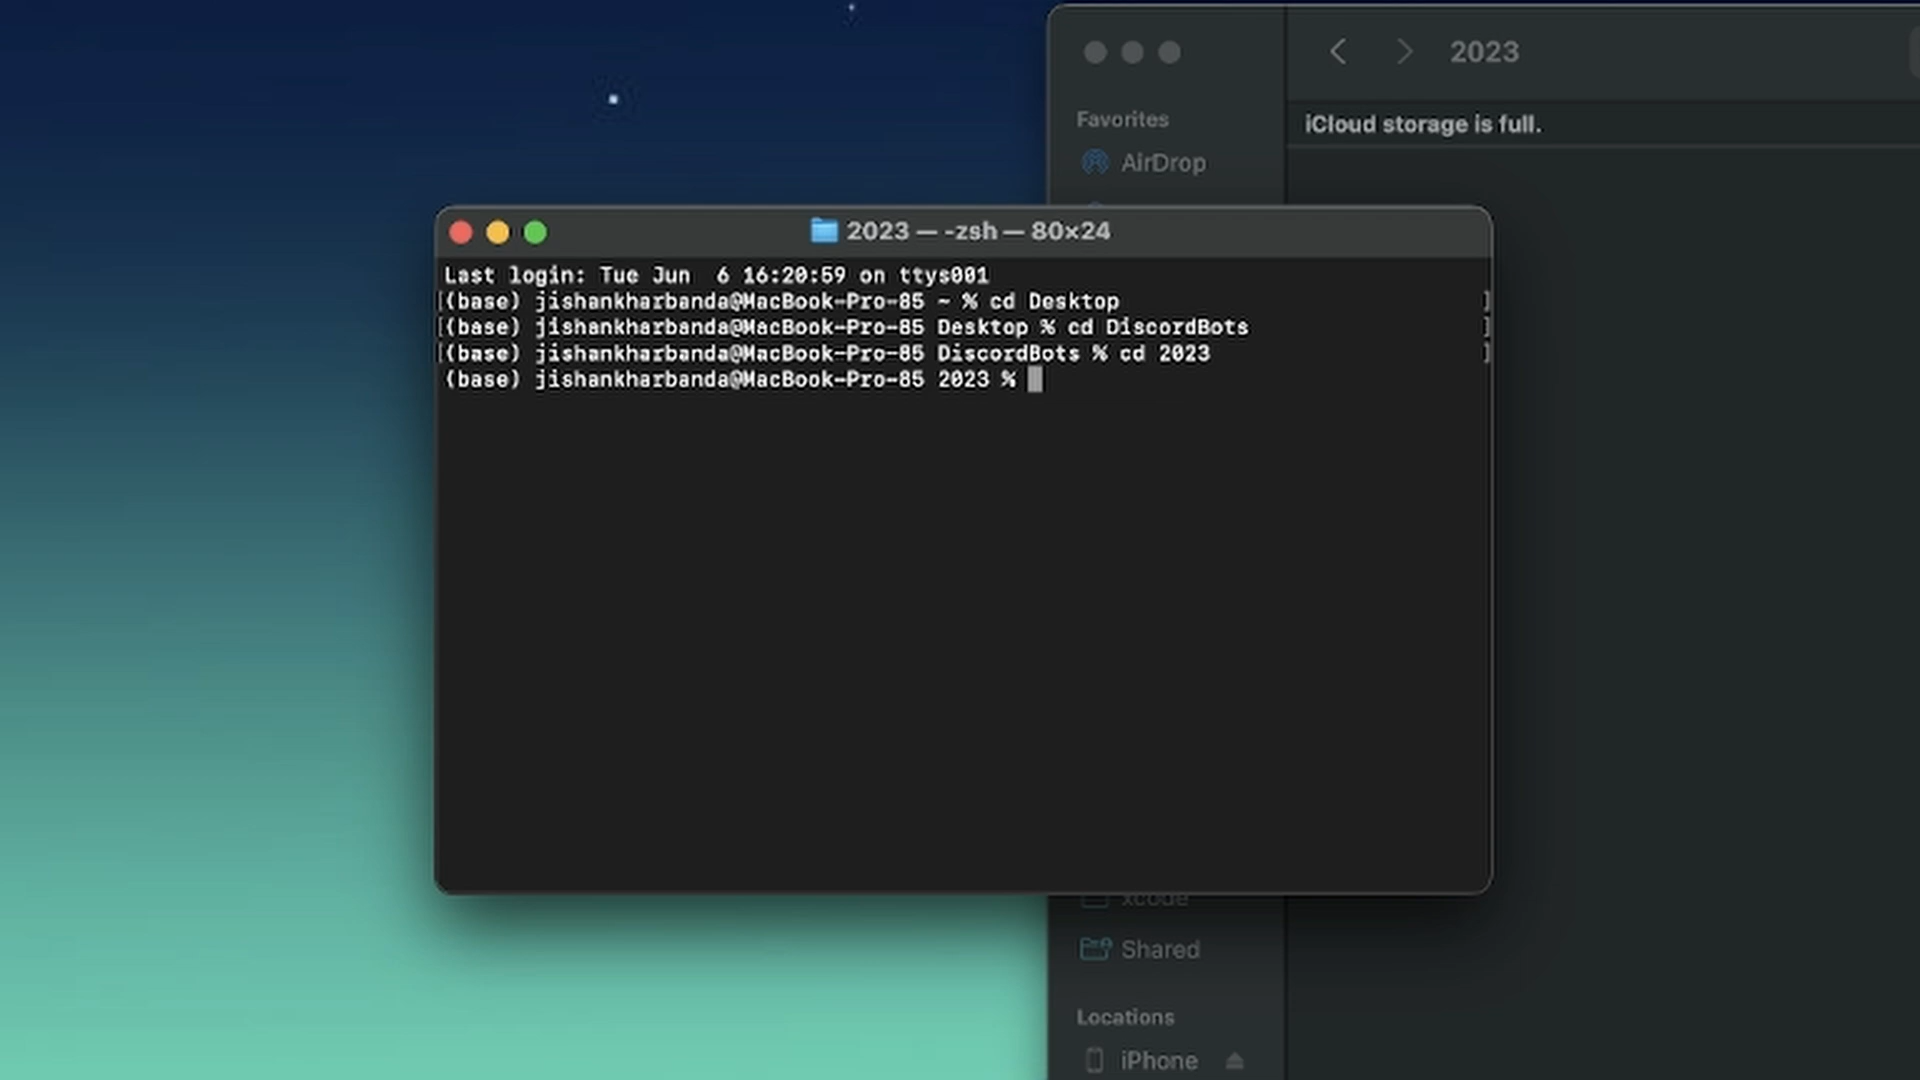 2023
Favorites
iCloud storage is full.
AirDrop
2023 — -zsh — 80×24
Last login: Tue Jun  6 16:20:59 on ttys001
[(base) jishankharbanda@MacBook-Pro-85 ~ % cd Desktop ]
[(base) jishankharbanda@MacBook-Pro-85 Desktop % cd DiscordBots ]
[(base) jishankharbanda@MacBook-Pro-85 DiscordBots % cd 2023 ]
(base) jishankharbanda@MacBook-Pro-85 2023 %
xcode
Shared
Locations
iPhone